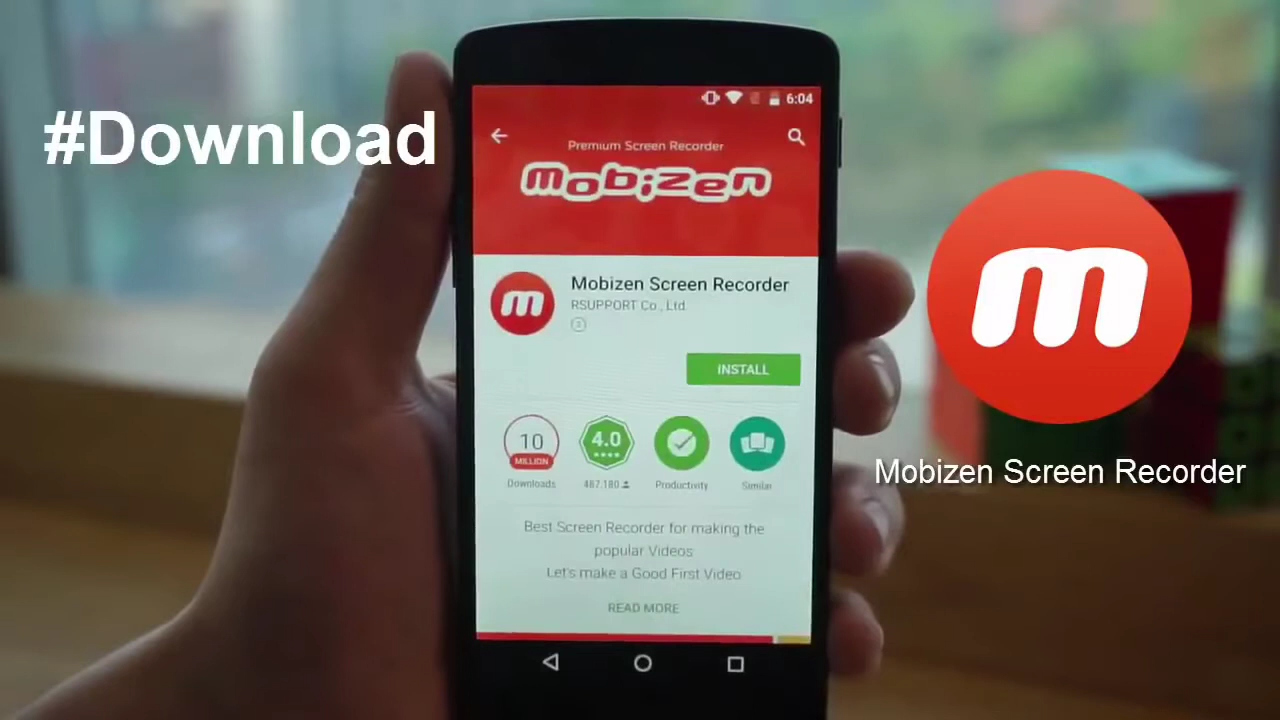 #Download
6:04
Premium Screen Recorder
mobizen
m
Mobizen Screen Recorder
RSUPPORT Co., Ltd.
3
INSTALL
10
MILLION
Downloads
4.0
487,180
Productivity
Similar
Best Screen Recorder for making the
popular Videos
Let's make a Good First Video
READ MORE
m
Mobizen Screen Recorder